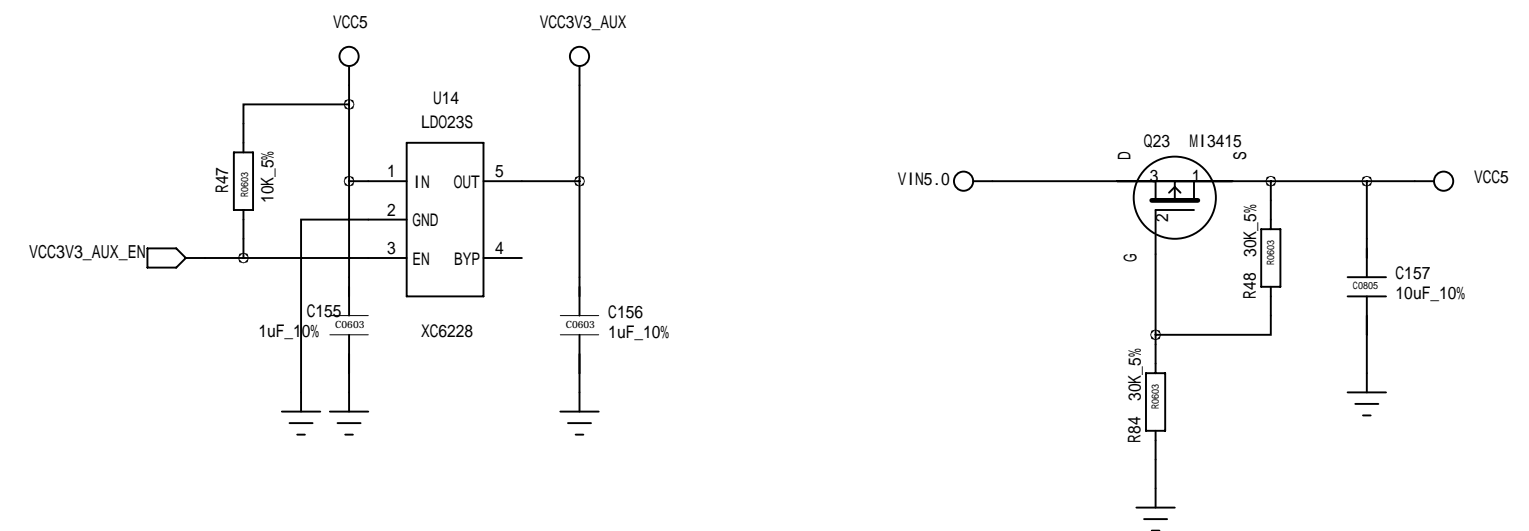 VCC5
VCC3V3_AUX
U14
LDO23S
R47
R0603
10K_5%
1
IN
OUT
5
2
GND
VCC3V3_AUX_EN
3
EN
BYP
4
C155
1uF_10%
C0603
XC6228
C0603
C156
1uF_10%
Q23
MI3415
D
S
VIN5.0
3
1
2
G
VCC5
R48
30K_5%
R0603
C0805
C157
10uF_10%
R84
30K_5%
R0603